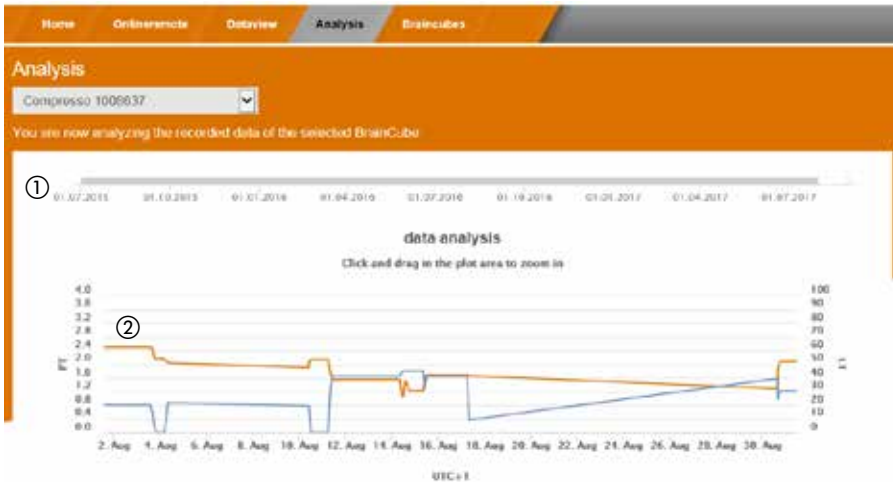 Home Onlineremote Dataview Analysis Braincubes
Analysis
Compresso 1008637
You are now analyzing the recorded data of the selected BrainCube
①
01.07.2015 01.10.2015 01.01.2016 01.04.2016 01.07.2016 01.10.2016 01.01.2017 01.04.2017 01.07.2017
data analysis
Click and drag in the plot area to zoom in
②
4.0 100
3.6 90
3.2 80
2.8 70
2.4 60
2.0 50
1.6 40
1.2 30
0.8 20
0.4 10
0.0 0
PT
LT
2. Aug 4. Aug 6. Aug 8. Aug 10. Aug 12. Aug 14. Aug 16. Aug 18. Aug 20. Aug 22. Aug 24. Aug 26. Aug 28. Aug 30. Aug
UTC+1